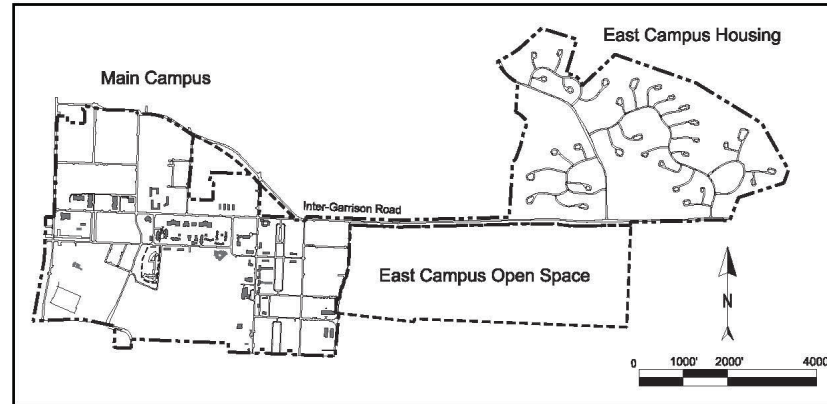 East Campus Housing
Main Campus
Inter-Garrison Road
East Campus Open Space
N
0 1000' 2000' 4000